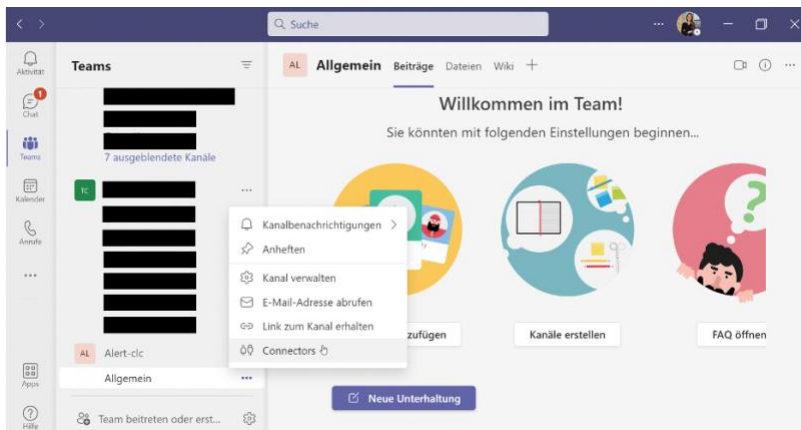 Suche
Aktivität
Chat
1
Teams
Kalender
Anrufe
Apps
Hilfe
Teams
7 ausgeblendete Kanäle
TC
AL Alert-clc
Allgemein
Team beitreten oder erst...
Kanalbenachrichtigungen
Anheften
Kanal verwalten
E-Mail-Adresse abrufen
Link zum Kanal erhalten
Connectors
AL Allgemein Beiträge Dateien Wiki
Willkommen im Team!
Sie könnten mit folgenden Einstellungen beginnen...
zufügen
Kanäle erstellen
FAQ öffnen
Neue Unterhaltung